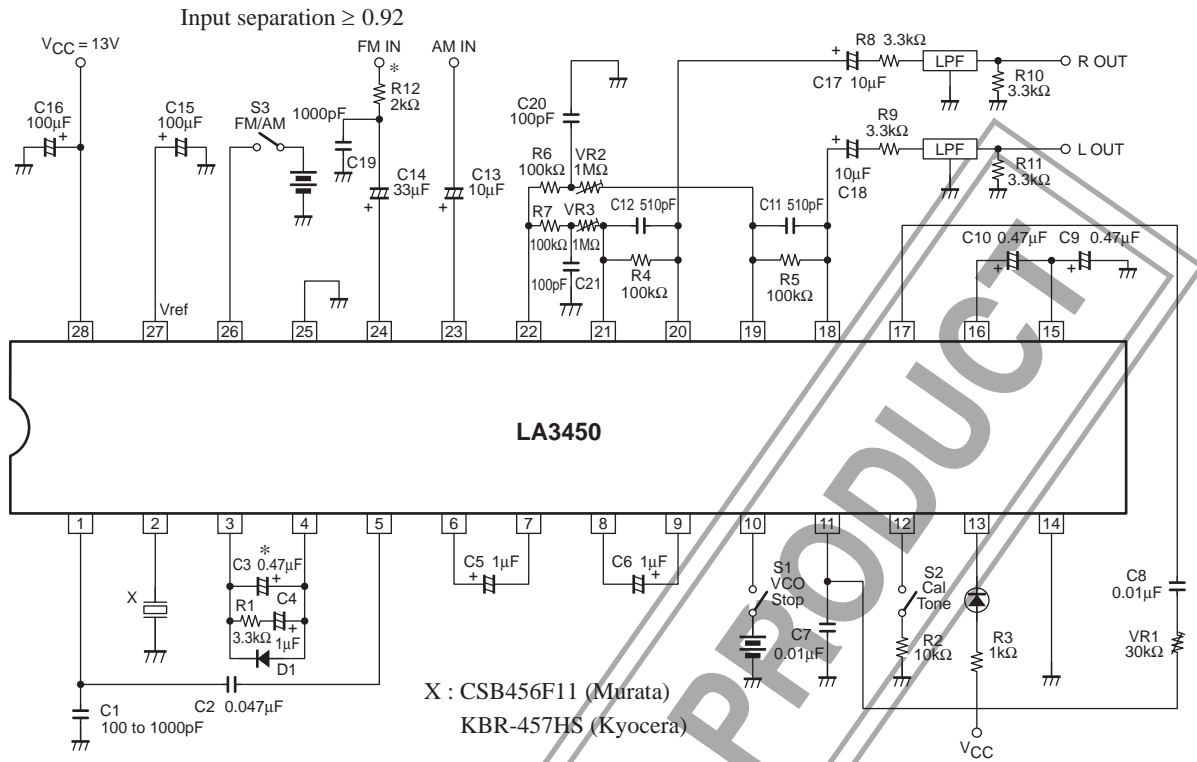 Input separation ≥ 0.92
VCC = 13V
FM IN
AM IN
*
C16
100μF
+
C15
100μF
+
S3
FM/AM
1000pF
C19
R12
2kΩ
C14
33μF
+
C13
10μF
+
C20
100pF
R6
100kΩ
VR2
1MΩ
R7
100kΩ
VR3
1MΩ
100pF
C21
C12 510pF
R4
100kΩ
C11 510pF
R5
100kΩ
+
C17 10μF
R8 3.3kΩ
LPF
R10
3.3kΩ
R OUT
+
10μF
C18
R9
3.3kΩ
LPF
R11
3.3kΩ
L OUT
C10 0.47μF
+
C9 0.47μF
+
Vref
28 27 26 25 24 23 22 21 20 19 18 17 16 15
LA3450
PRODUCT
1 2 3 4 5 6 7 8 9 10 11 12 13 14
X
*
C3 0.47μF
+
R1
3.3kΩ
C4
+
1μF
D1
C5 1μF
+
C6 1μF
+
S1
VCO
Stop
C7
0.01μF
S2
Cal
Tone
R2
10kΩ
R3
1kΩ
VCC
C8
0.01μF
VR1
30kΩ
C1
100 to 1000pF
C2 0.047μF
X : CSB456F11 (Murata)
KBR-457HS (Kyocera)